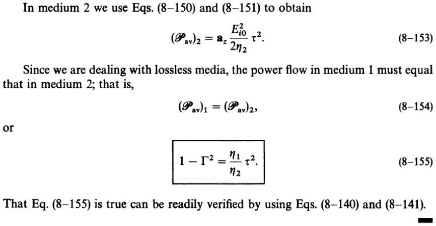 In medium 2 we use Eqs. (8-150) and (8-151) to obtain
(𝒫av)2 = az E²i0/2η2 τ². (8-153)
Since we are dealing with lossless media, the power flow in medium 1 must equal
that in medium 2; that is,
(𝒫av)1 = (𝒫av)2, (8-154)
or
1 − Γ² = η1/η2 τ². (8-155)
That Eq. (8-155) is true can be readily verified by using Eqs. (8-140) and (8-141).